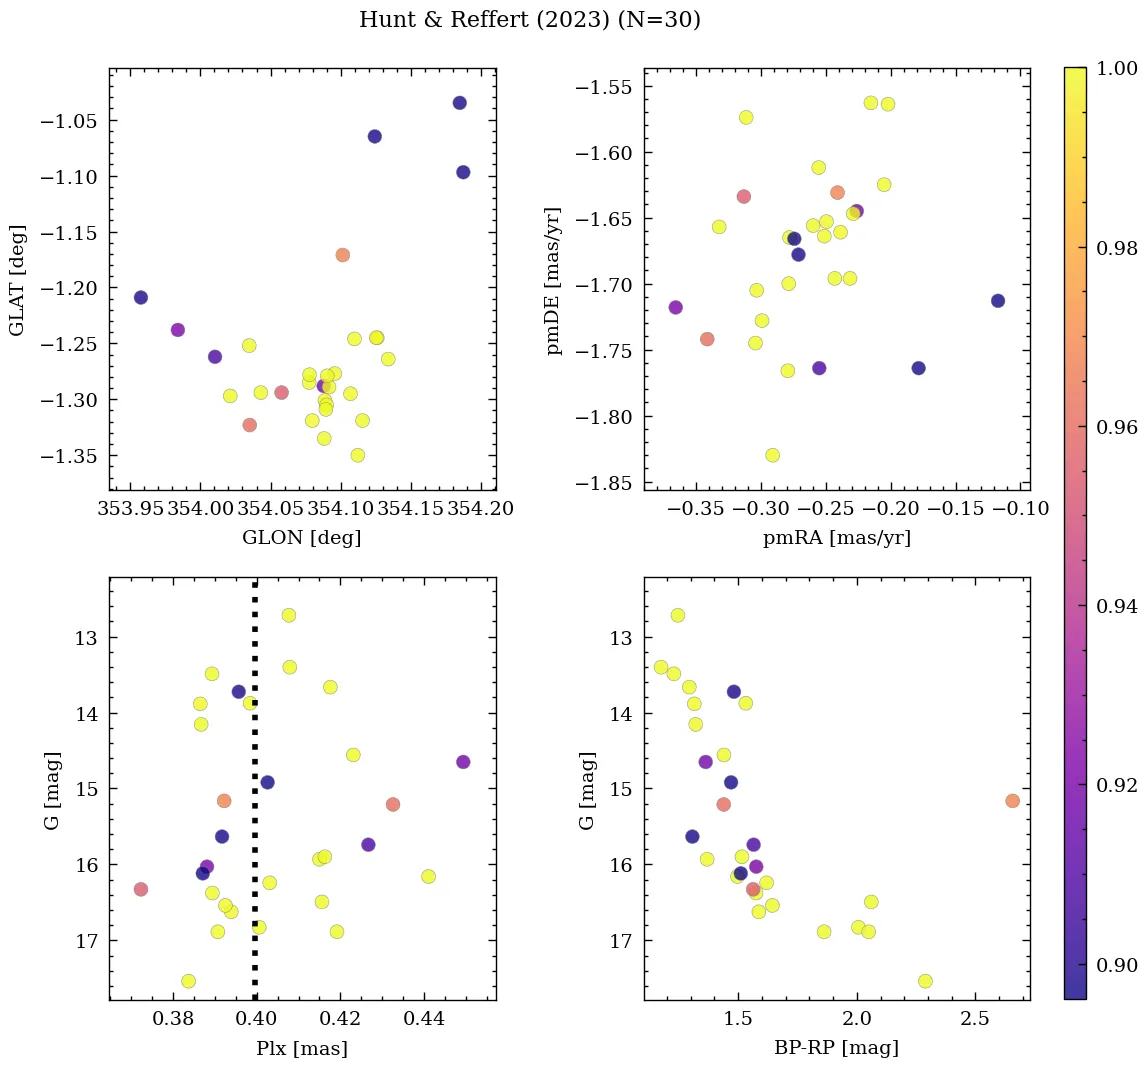 Hunt & Reffert (2023) (N=30)
−1.05
−1.10
−1.15
−1.20
−1.25
−1.30
−1.35
GLAT [deg]
353.95 354.00 354.05 354.10 354.15 354.20
GLON [deg]
−1.55
−1.60
−1.65
−1.70
−1.75
−1.80
−1.85
pmDE [mas/yr]
−0.35 −0.30 −0.25 −0.20 −0.15 −0.10
pmRA [mas/yr]
1.00
0.98
0.96
0.94
0.92
0.90
13
14
15
16
17
G [mag]
0.38 0.40 0.42 0.44
Plx [mas]
13
14
15
16
17
G [mag]
1.5 2.0 2.5
BP-RP [mag]